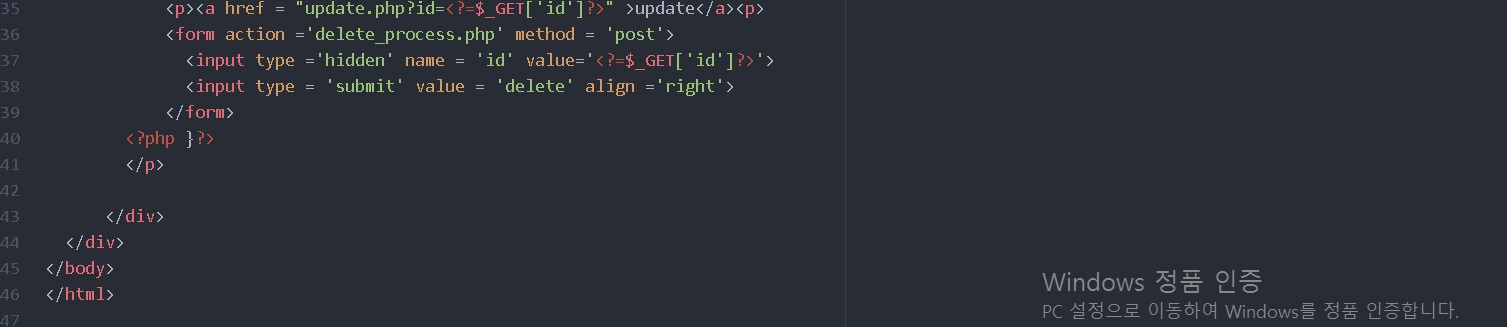 35 <p><a href = "update.php?id=<?=$_GET['id']?>" >update</a><p>
36 <form action ='delete_process.php' method = 'post'>
37 <input type ='hidden' name = 'id' value='<?=$_GET['id']?>'>
38 <input type = 'submit' value = 'delete' align ='right'>
39 </form>
40 <?php }?>
41 </p>
42
43 </div>
44 </div>
45 </body>
46 </html>
47
Windows 정품 인증
PC 설정으로 이동하여 Windows를 정품 인증합니다.